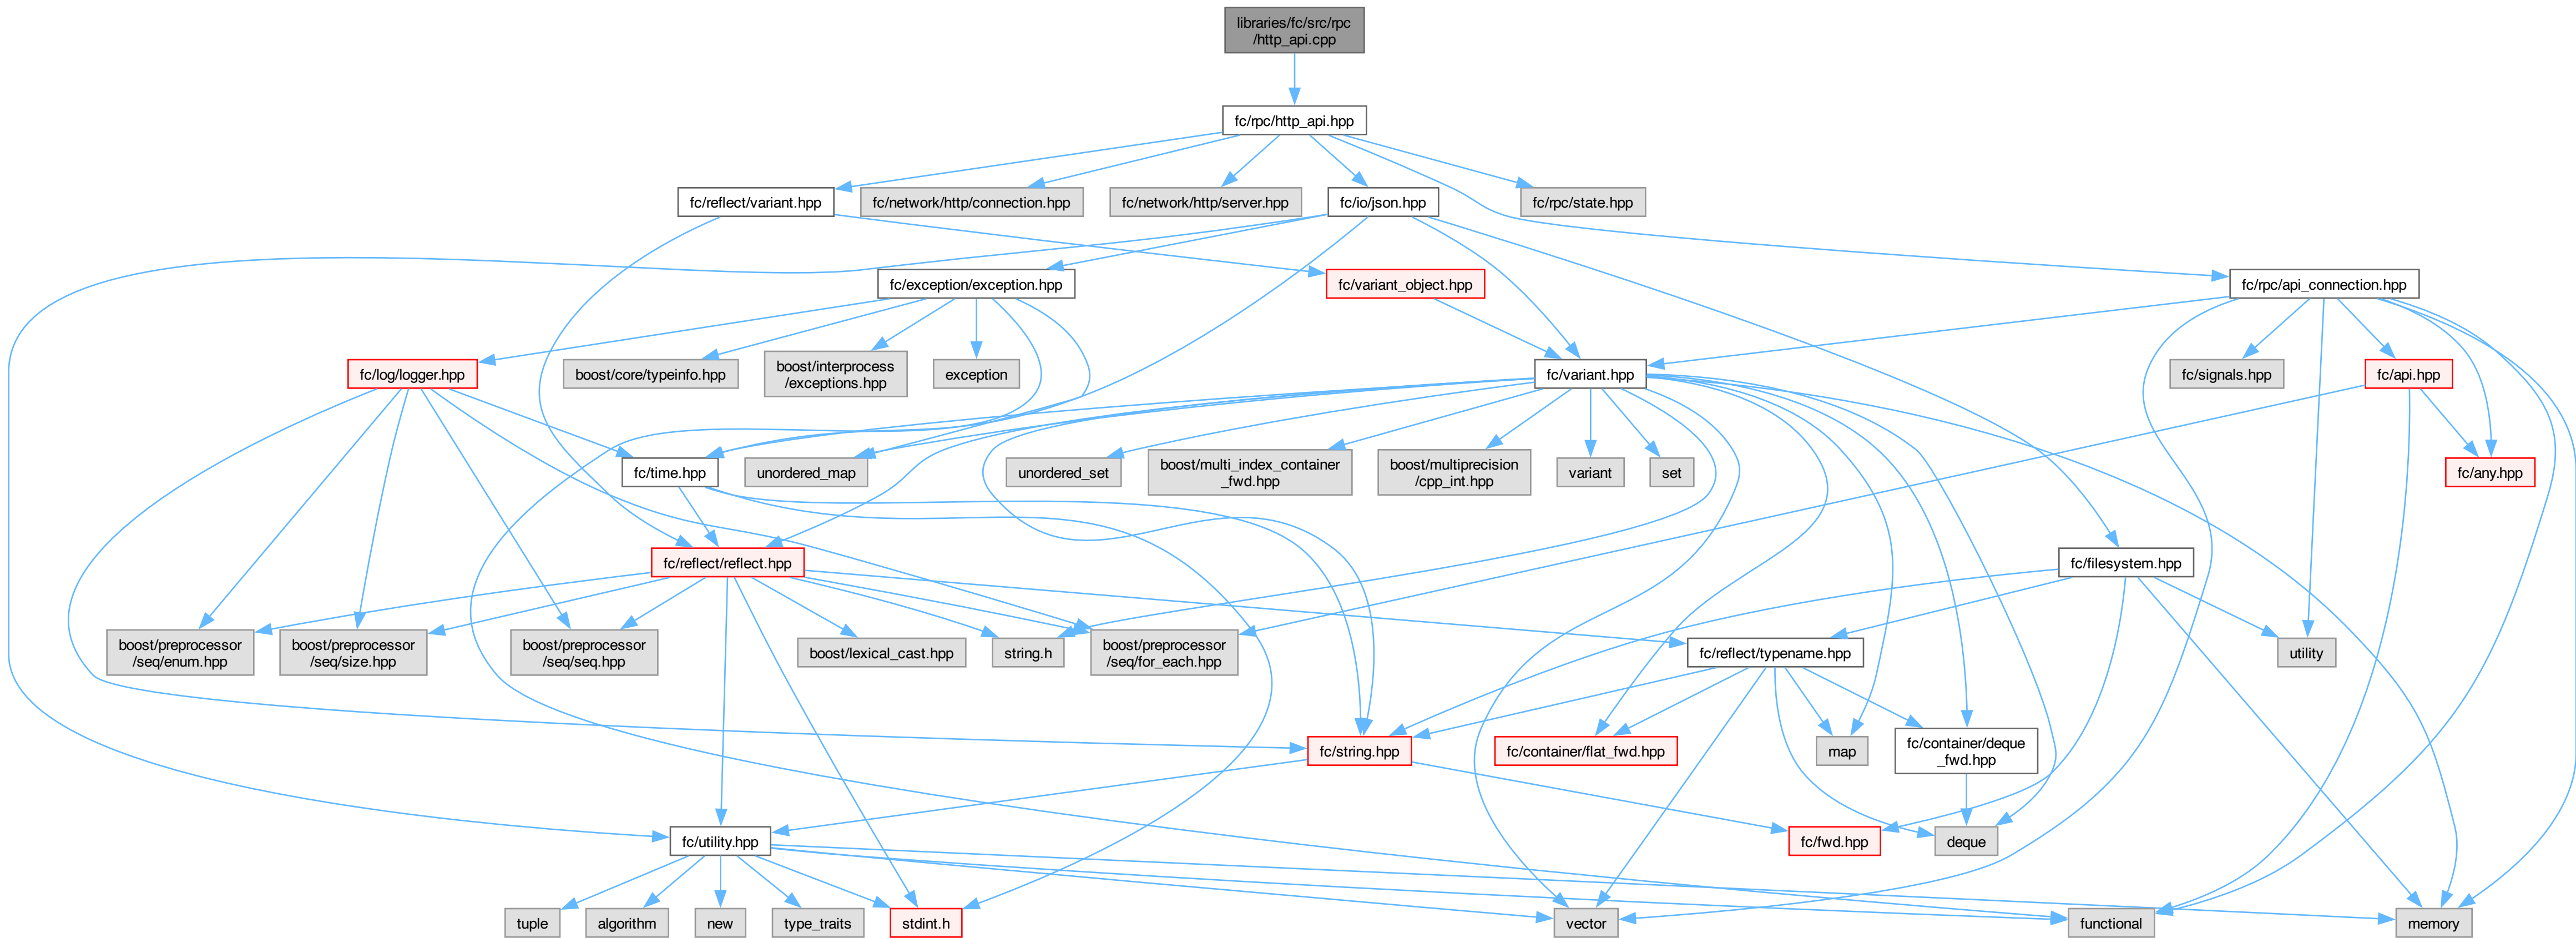 libraries/fc/src/rpc
/http_api.cpp
fc/rpc/http_api.hpp
fc/reflect/variant.hpp
fc/network/http/connection.hpp
fc/network/http/server.hpp
fc/io/json.hpp
fc/rpc/state.hpp
fc/exception/exception.hpp
fc/variant_object.hpp
fc/rpc/api_connection.hpp
fc/log/logger.hpp
boost/core/typeinfo.hpp
boost/interprocess
/exceptions.hpp
exception
fc/variant.hpp
fc/signals.hpp
fc/api.hpp
fc/time.hpp
unordered_map
unordered_set
boost/multi_index_container
_fwd.hpp
boost/multiprecision
/cpp_int.hpp
variant
set
fc/any.hpp
fc/reflect/reflect.hpp
fc/filesystem.hpp
boost/preprocessor
/seq/enum.hpp
boost/preprocessor
/seq/size.hpp
boost/preprocessor
/seq/seq.hpp
boost/lexical_cast.hpp
string.h
boost/preprocessor
/seq/for_each.hpp
fc/reflect/typename.hpp
utility
fc/string.hpp
fc/container/flat_fwd.hpp
map
fc/container/deque
_fwd.hpp
fc/utility.hpp
fc/fwd.hpp
deque
tuple
algorithm
new
type_traits
stdint.h
vector
functional
memory